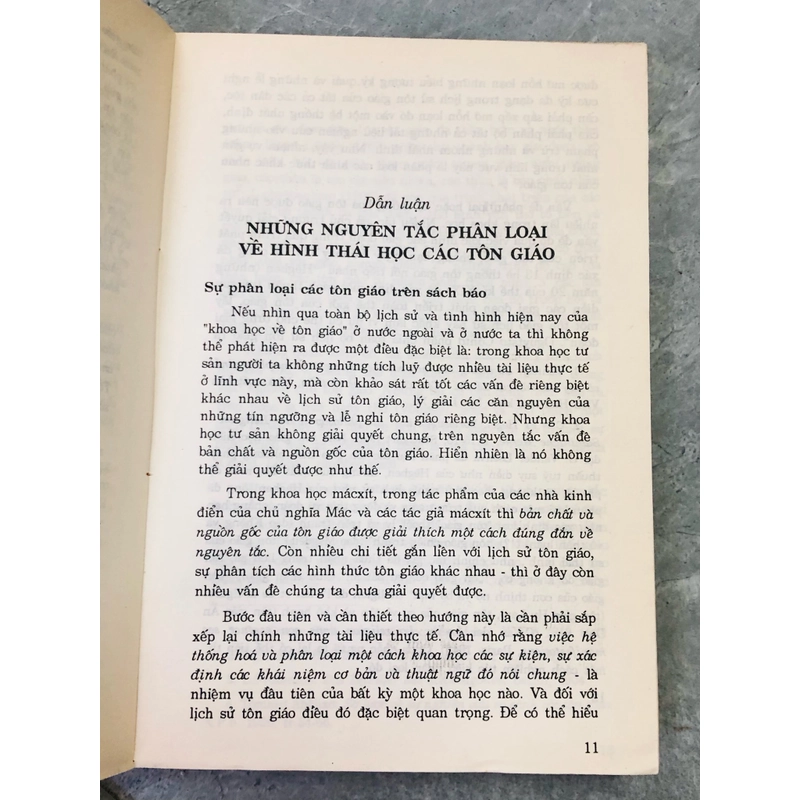 Dẫn luận
NHỮNG NGUYÊN TẮC PHÂN LOẠI
VỀ HÌNH THÁI HỌC CÁC TÔN GIÁO
Sự phân loại các tôn giáo trên sách báo
Nếu nhìn qua toàn bộ lịch sử và tình hình hiện nay của
"khoa học về tôn giáo" ở nước ngoài và ở nước ta thì không
thể phát hiện ra được một điều đặc biệt là: trong khoa học tư
sản người ta không những tích luỹ được nhiều tài liệu thực tế
ở lĩnh vực này, mà còn khảo sát rất tốt các vấn đề riêng biệt
khác nhau về lịch sử tôn giáo, lý giải các căn nguyên của
những tín ngưỡng và lễ nghi tôn giáo riêng biệt. Nhưng khoa
học tư sản không giải quyết chung, trên nguyên tắc vấn đề
bản chất và nguồn gốc của tôn giáo. Hiển nhiên là nó không
thể giải quyết được như thế.
Trong khoa học mácxít, trong tác phẩm của các nhà kinh
điển của chủ nghĩa Mác và các tác giả mácxít thì bản chất và
nguồn gốc của tôn giáo được giải thích một cách đúng đắn về
nguyên tắc. Còn nhiều chi tiết gắn liền với lịch sử tôn giáo,
sự phân tích các hình thức tôn giáo khác nhau - thì ở đây còn
nhiều vấn đề chúng ta chưa giải quyết được.
Bước đầu tiên và cần thiết theo hướng này là cần phải sắp
xếp lại chính những tài liệu thực tế. Cần nhớ rằng việc hệ
thống hoá và phân loại một cách khoa học các sự kiện, sự xác
định các khái niệm cơ bản và thuật ngữ đó nói chung - là
nhiệm vụ đầu tiên của bất kỳ một khoa học nào. Và đối với
lịch sử tôn giáo điều đó đặc biệt quan trọng. Để có thể hiểu
11